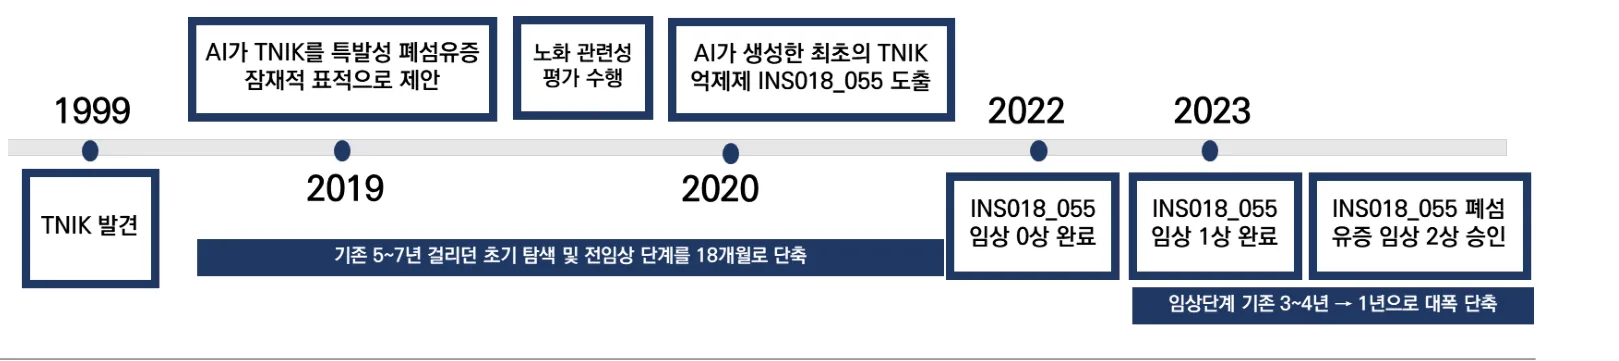 1999
TNIK 발견
AI가 TNIK를 특발성 폐섬유증
잠재적 표적으로 제안
2019
노화 관련성
평가 수행
AI가 생성한 최초의 TNIK
억제제 INS018_055 도출
2020
기존 5~7년 걸리던 초기 탐색 및 전임상 단계를 18개월로 단축
2022
INS018_055
임상 0상 완료
2023
INS018_055
임상 1상 완료
INS018_055 폐섬
유증 임상 2상 승인
임상단계 기존 3~4년 → 1년으로 대폭 단축